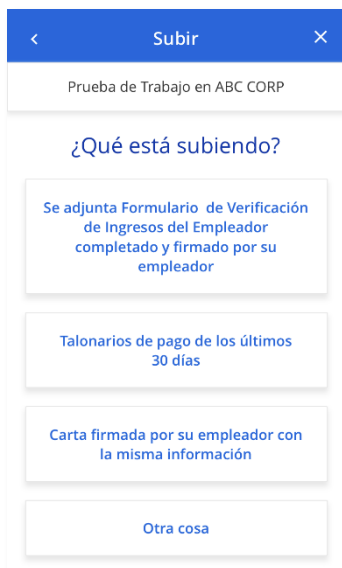 Subir
Prueba de Trabajo en ABC CORP
¿Qué está subiendo?
Se adjunta Formulario de Verificación
de Ingresos del Empleador
completado y firmado por su
empleador
Talonarios de pago de los últimos
30 días
Carta firmada por su empleador con
la misma información
Otra cosa